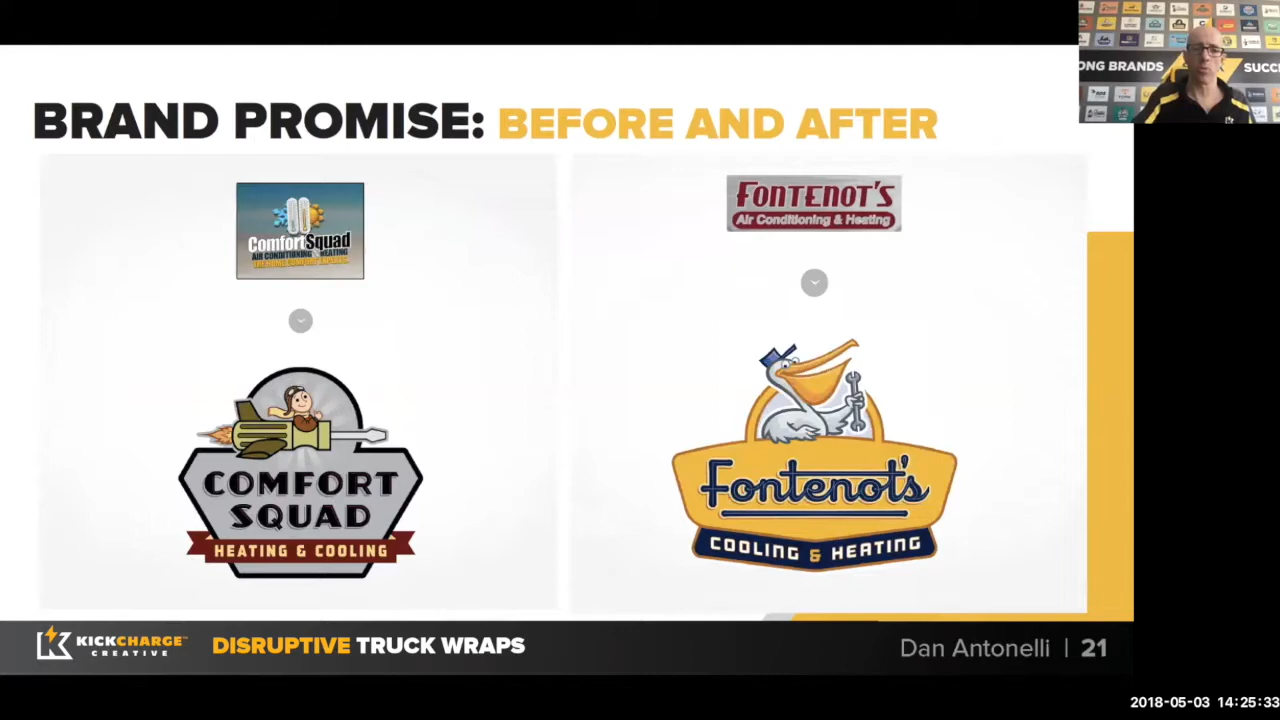 BRAND PROMISE: BEFORE AND AFTER
ComfortSquad
AIR CONDITIONING & HEATING
FONTENOT'S
Air Conditioning & Heating
COMFORT
SQUAD
HEATING & COOLING
Fontenot's
COOLING & HEATING
ONG BRANDS
SUCC
KICKCHARGE™
CREATIVE
DISRUPTIVE TRUCK WRAPS
Dan Antonelli | 21
2018-05-03 14:25:33